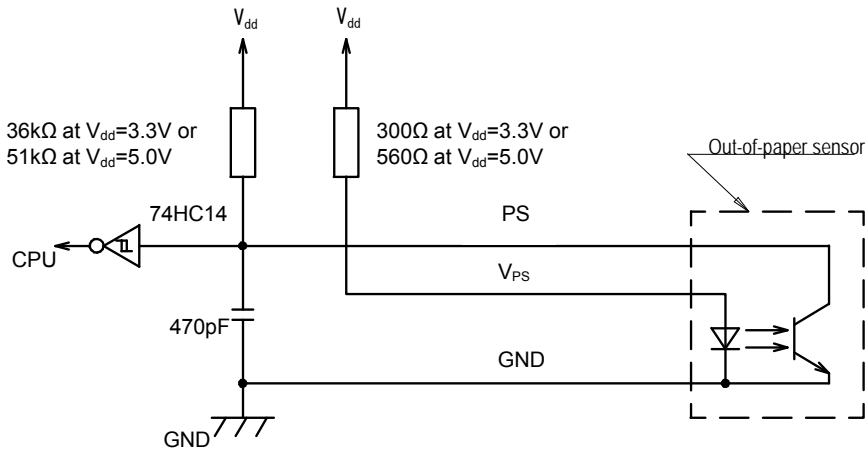 Vdd
Vdd
36kΩ at Vdd=3.3V or
51kΩ at Vdd=5.0V
300Ω at Vdd=3.3V or
560Ω at Vdd=5.0V
Out-of-paper sensor
74HC14
PS
CPU
VPS
470pF
GND
GND